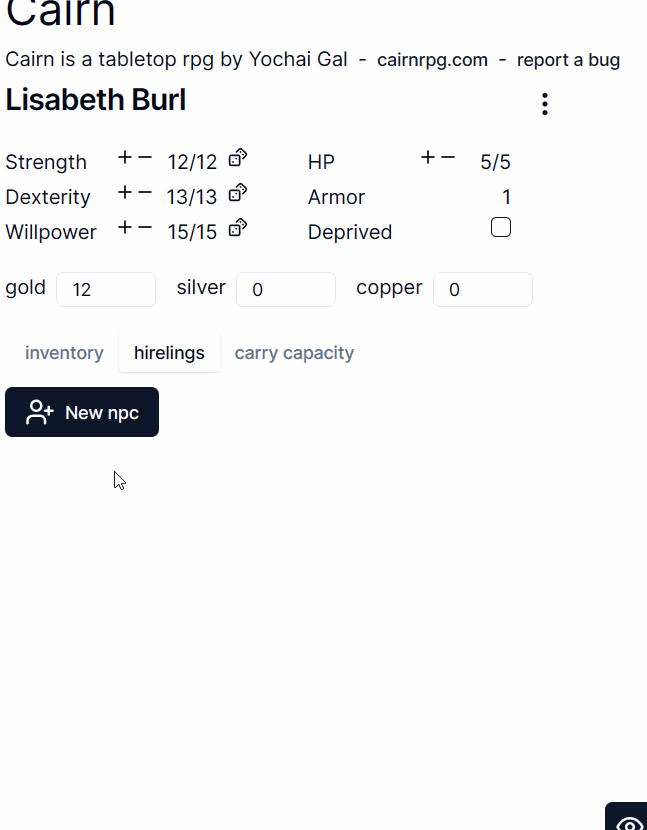 Cairn
Cairn is a tabletop rpg by Yochai Gal - cairnrpg.com - report a bug
Lisabeth Burl
Strength + − 12/12 HP + − 5/5
Dexterity + − 13/13 Armor 1
Willpower + − 15/15 Deprived
gold 12 silver 0 copper 0
inventory hirelings carry capacity
New npc